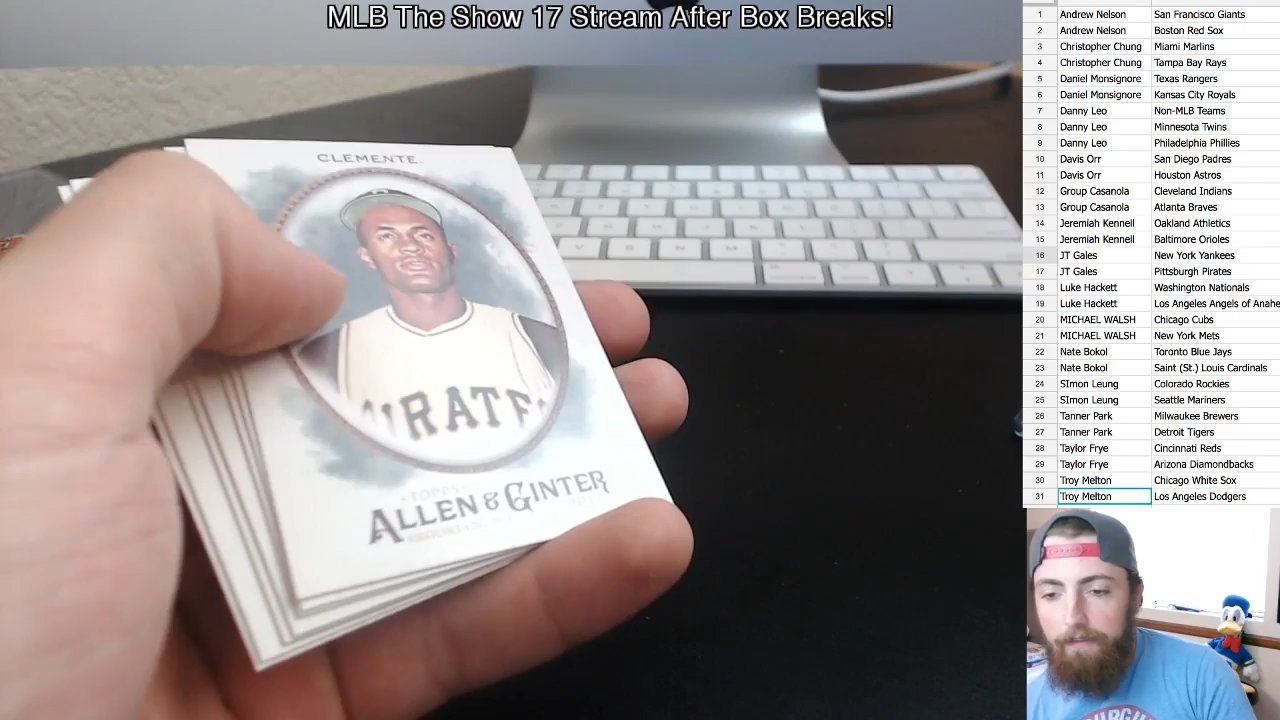 MLB The Show 17 Stream After Box Breaks!
CLEMENTE.
PIRATE
TOPPS
ALLEN & GINTER
1 Andrew Nelson San Francisco Giants
2 Andrew Nelson Boston Red Sox
3 Christopher Chung Miami Marlins
4 Christopher Chung Tampa Bay Rays
5 Daniel Monsignore Texas Rangers
6 Daniel Monsignore Kansas City Royals
7 Danny Leo Non-MLB Teams
8 Danny Leo Minnesota Twins
9 Danny Leo Philadelphia Phillies
10 Davis Orr San Diego Padres
11 Davis Orr Houston Astros
12 Group Casanola Cleveland Indians
13 Group Casanola Atlanta Braves
14 Jeremiah Kennell Oakland Athletics
15 Jeremiah Kennell Baltimore Orioles
16 JT Gales New York Yankees
17 JT Gales Pittsburgh Pirates
18 Luke Hackett Washington Nationals
19 Luke Hackett Los Angeles Angels of Anahe
20 MICHAEL WALSH Chicago Cubs
21 MICHAEL WALSH New York Mets
22 Nate Bokol Toronto Blue Jays
23 Nate Bokol Saint (St.) Louis Cardinals
24 SImon Leung Colorado Rockies
25 SImon Leung Seattle Mariners
26 Tanner Park Milwaukee Brewers
27 Tanner Park Detroit Tigers
28 Taylor Frye Cincinnati Reds
29 Taylor Frye Arizona Diamondbacks
30 Troy Melton Chicago White Sox
31 Troy Melton Los Angeles Dodgers